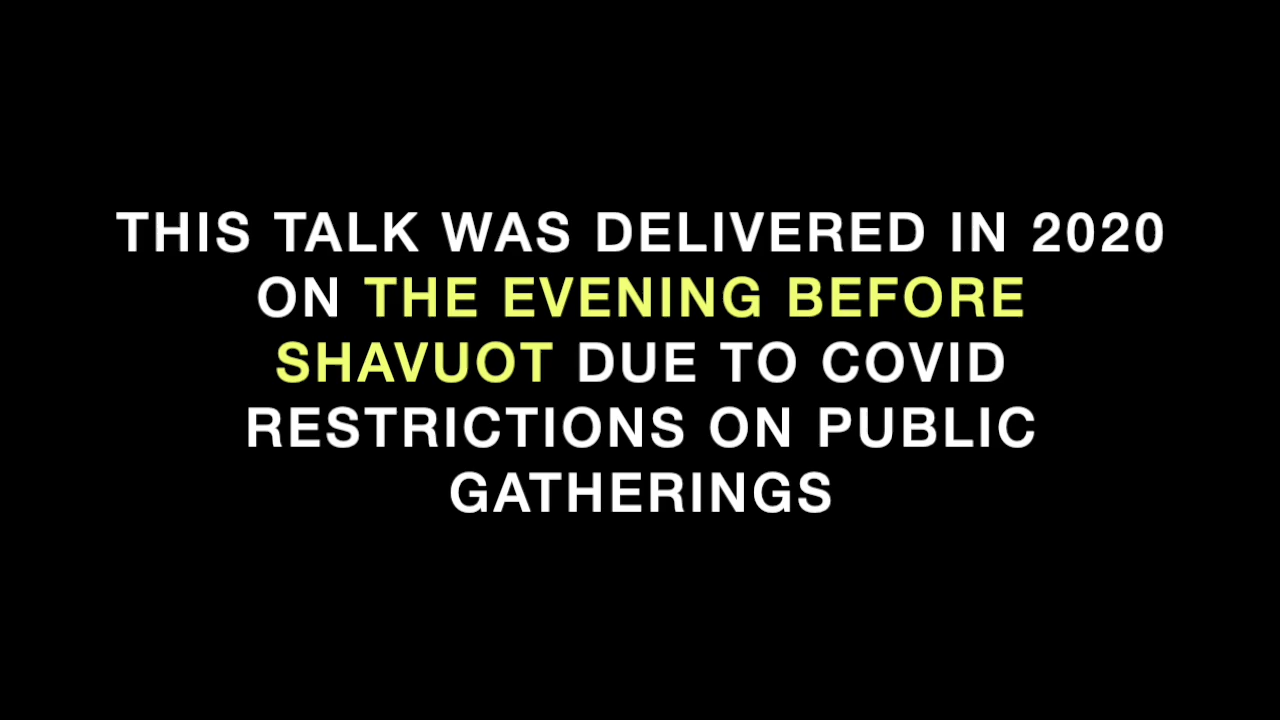 THIS TALK WAS DELIVERED IN 2020
ON THE EVENING BEFORE
SHAVUOT DUE TO COVID
RESTRICTIONS ON PUBLIC
GATHERINGS